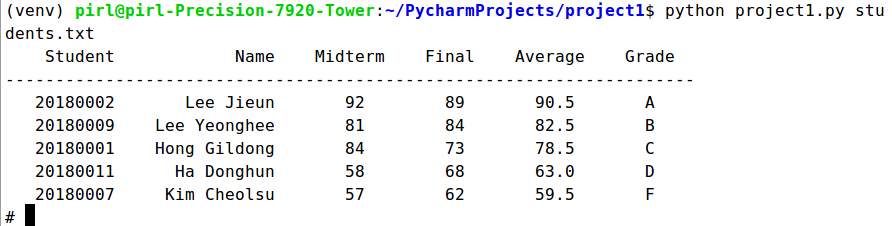 (venv) pirl@pirl-Precision-7920-Tower:~/PycharmProjects/project1$ python project1.py stu
dents.txt
    Student            Name    Midterm    Final    Average    Grade
---------------------------------------------------------------------
   20180002       Lee Jieun       92        89       90.5       A
   20180009    Lee Yeonghee       81        84       82.5       B
   20180001    Hong Gildong       84        73       78.5       C
   20180011      Ha Donghun       58        68       63.0       D
   20180007     Kim Cheolsu       57        62       59.5       F
#